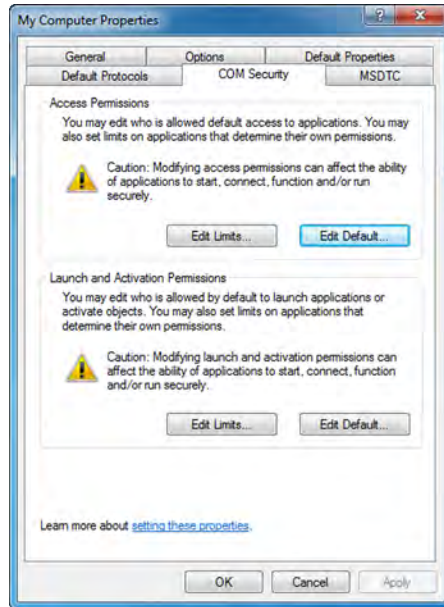 My Computer Properties
General Options Default Properties
Default Protocols COM Security MSDTC
Access Permissions
You may edit who is allowed default access to applications. You may
also set limits on applications that determine their own permissions.
Caution: Modifying access permissions can affect the ability
of applications to start, connect, function and/or run
securely.
Edit Limits... Edit Default...
Launch and Activation Permissions
You may edit who is allowed by default to launch applications or
activate objects. You may also set limits on applications that
determine their own permissions.
Caution: Modifying launch and activation permissions can
affect the ability of applications to start, connect, function
and/or run securely.
Edit Limits... Edit Default...
Learn more about setting these properties.
OK Cancel Apply